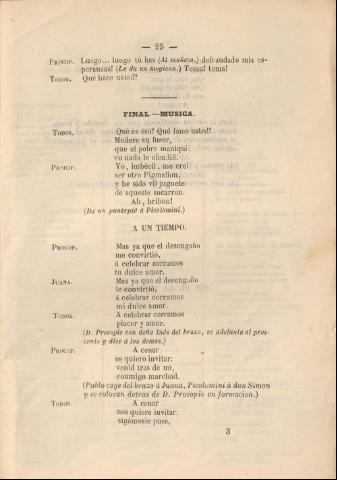 — 25 —
PROCOP. Luego... luego tú has (Al muñeco.) defraudado mis es-
peranzas! (Le da un mogicon.) Toma! toma!
TODOS. Qué hace usted!
FINAL.—MUSICA.
TODOS. Qué es eso! Qué hace usted!
Modere su furor,
que el pobre maniquí
en nada le ofendió.
PROCOP. Yo, imbécil, me creí
ser otro Pigmalion,
y he sido vil juguete
de aqueste socarron.
Ah, bribon!
(Da un puntapié á Picolomini.)
A UN TIEMPO.
PROCOP. Mas ya que el desengaño
me convirtió,
á celebrar corramos
tu dulce amor.
JUANA. Mas ya que el desengaño
le convirtió,
á celebrar corramos
mi dulce amor.
TODOS. A celebrar corramos
placer y amor.
(D. Procopio con doña Inés del brazo, se adelanta al pros-
cenio y dice á los demas.)
PROCOP. A cenar
os quiero invitar:
venid tras de mí,
conmigo marchad.
(Pablo coge del brazo á Juana, Picolomini á don Simon
y se colocan detras de D. Procopio en formacion.)
TODOS. A cenar
nos quiere invitar:
sigámosle pues,
3